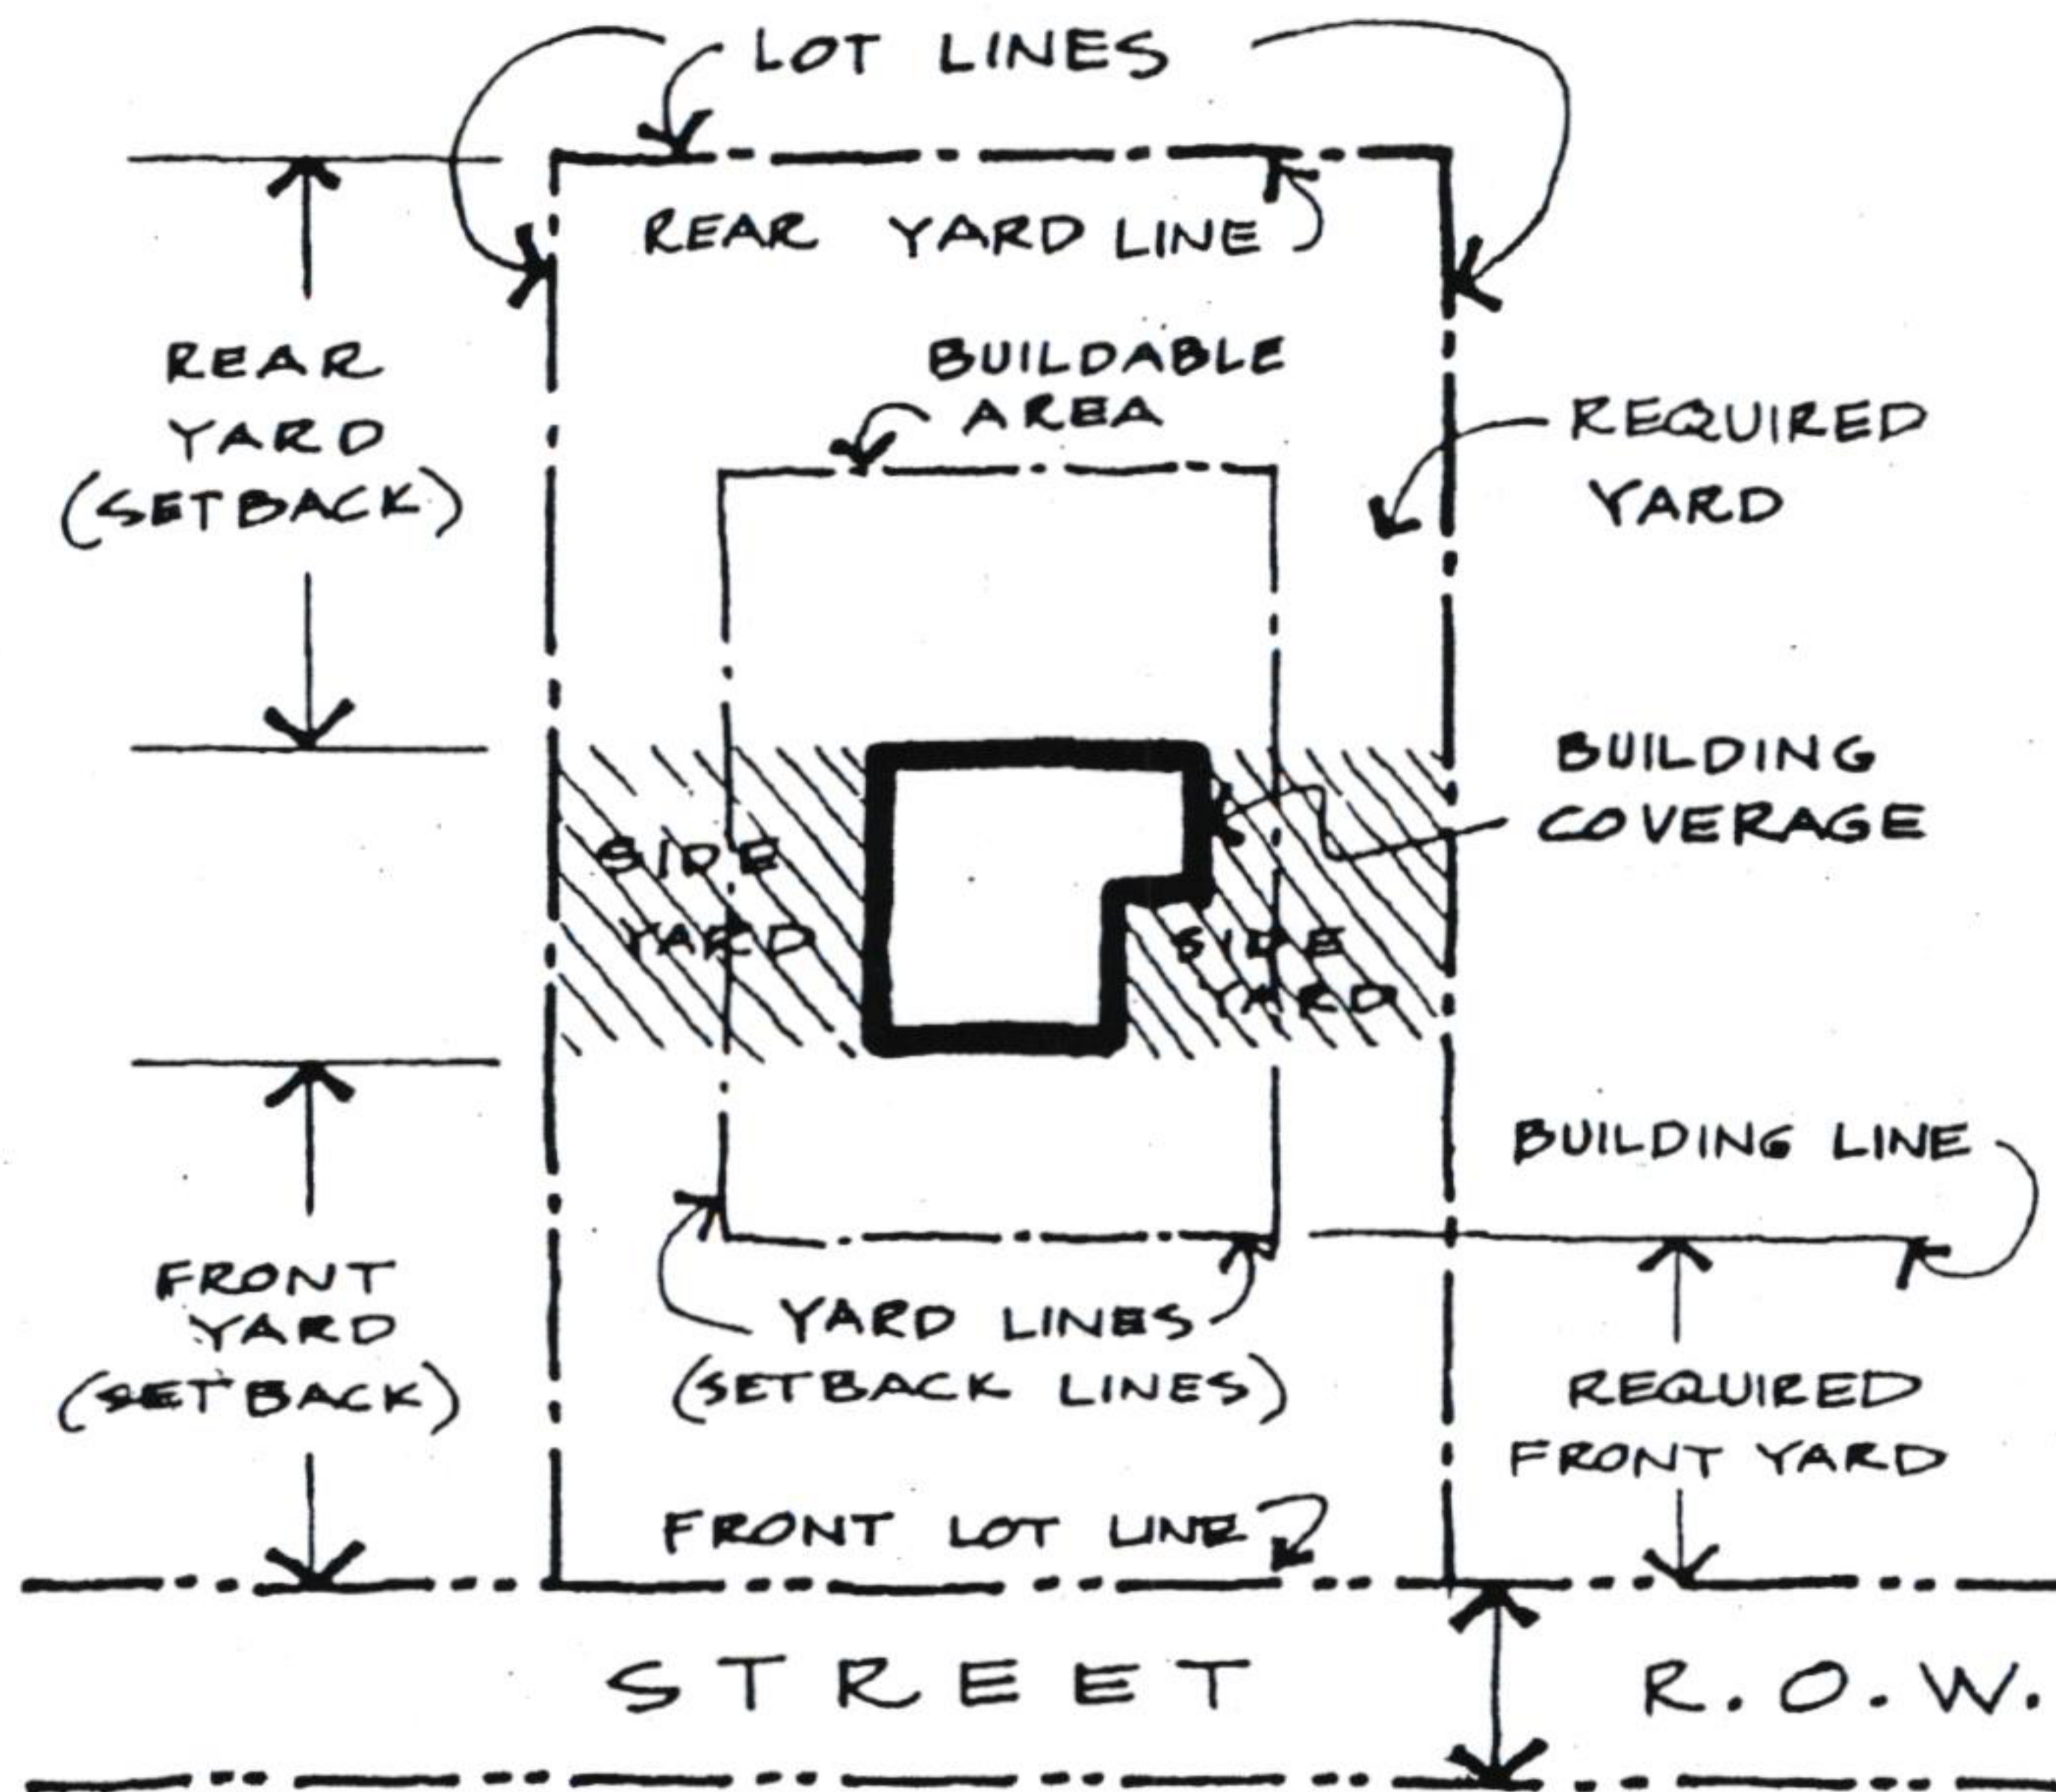 LOT LINES
REAR YARD LINE
BUILDABLE
AREA
REAR
YARD
(SETBACK)
REQUIRED
YARD
BUILDING
COVERAGE
SIDE
YARD
SIDE
YARD
BUILDING LINE
FRONT
YARD
(SETBACK)
YARD LINES
(SETBACK LINES)
REQUIRED
FRONT YARD
FRONT LOT LINE
STREET
R.O.W.